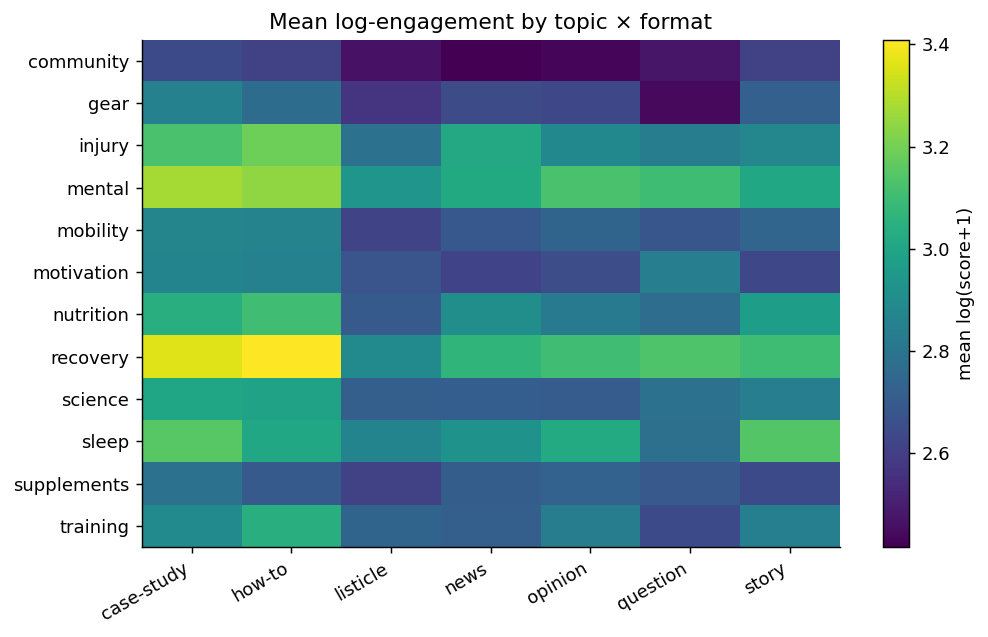 Mean log-engagement by topic × format
community
gear
injury
mental
mobility
motivation
nutrition
recovery
science
sleep
supplements
training
case-study
how-to
listicle
news
opinion
question
story
3.4
3.2
3.0
2.8
2.6
mean log(score+1)